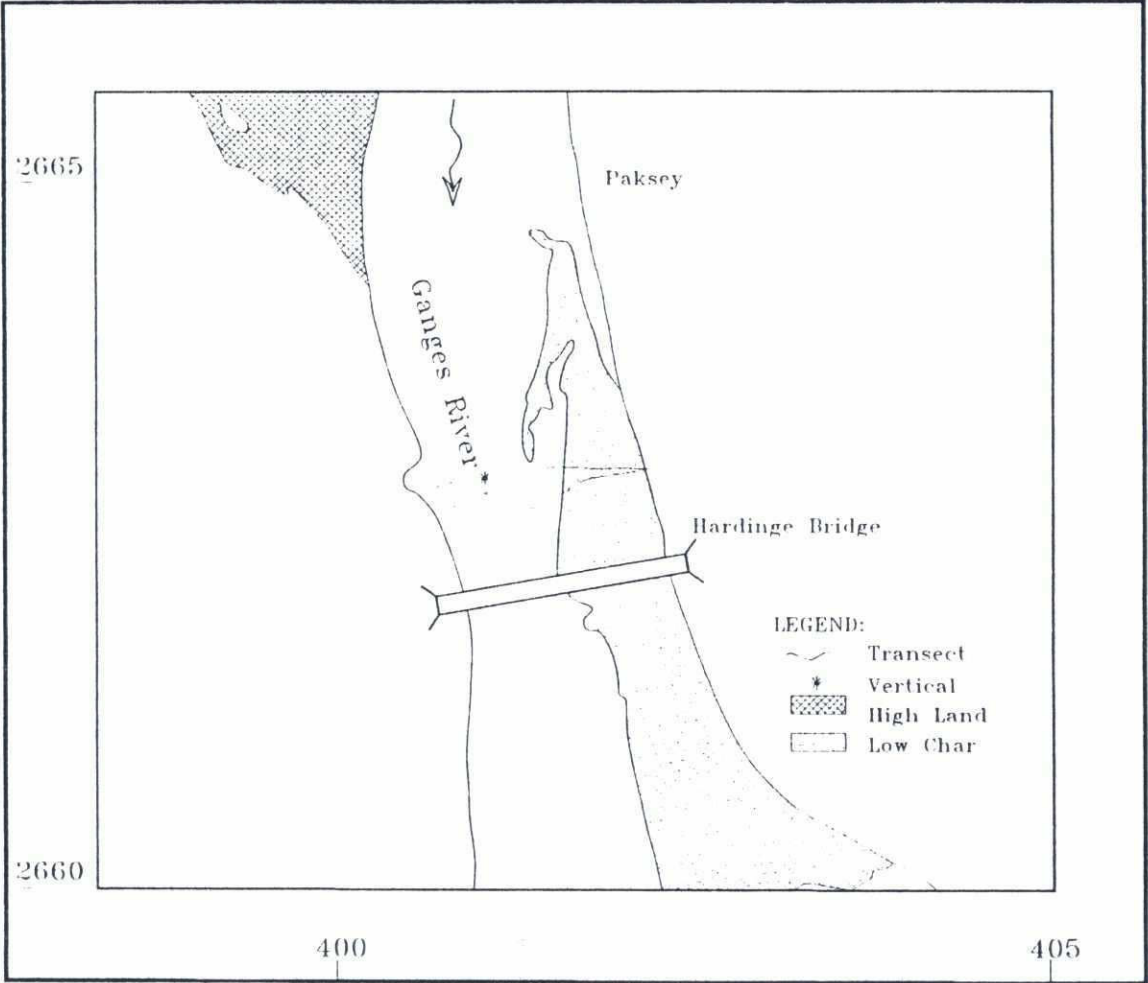 2665
Paksey
Ganges River
Hardinge Bridge
LEGEND:
Transect
Vertical
High Land
Low Char
2660
400
405